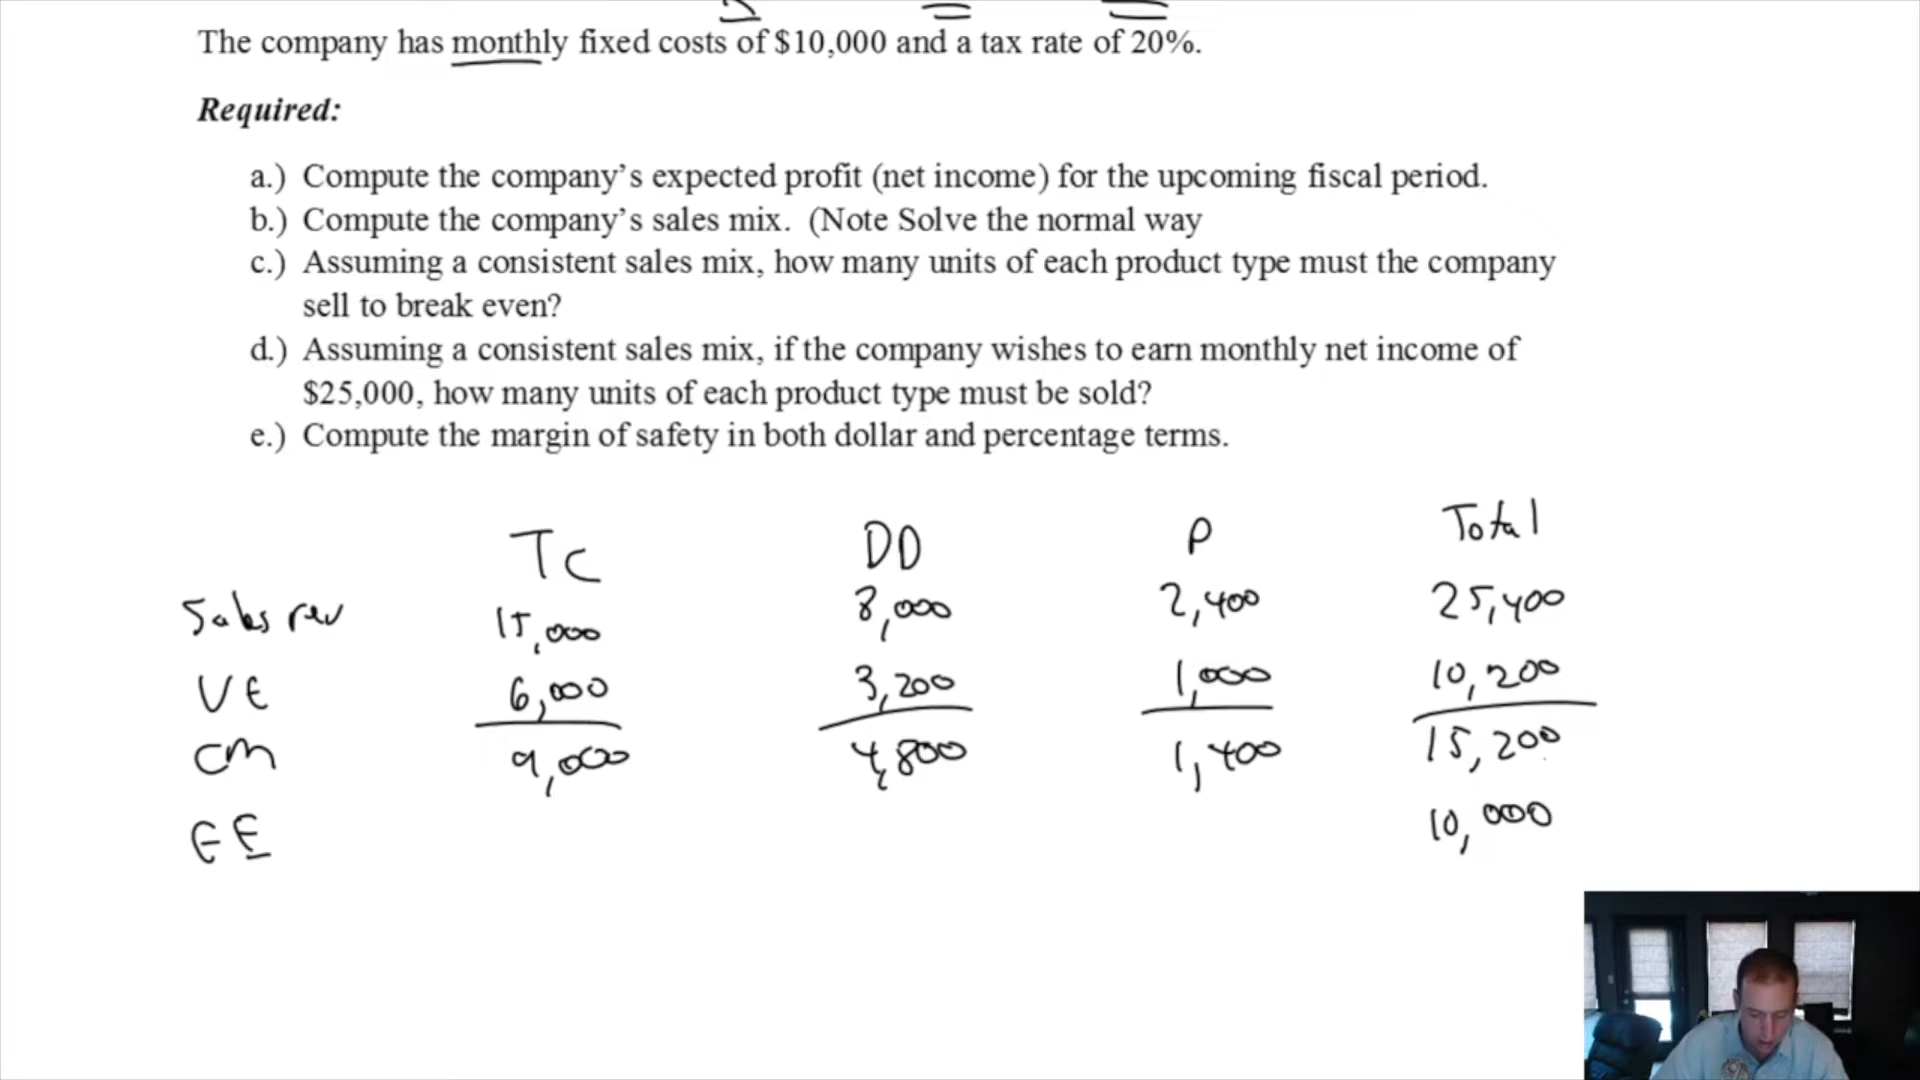 The company has monthly fixed costs of $10,000 and a tax rate of 20%.
Required:
a.) Compute the company's expected profit (net income) for the upcoming fiscal period.
b.) Compute the company's sales mix. (Note Solve the normal way
c.) Assuming a consistent sales mix, how many units of each product type must the company
sell to break even?
d.) Assuming a consistent sales mix, if the company wishes to earn monthly net income of
$25,000, how many units of each product type must be sold?
e.) Compute the margin of safety in both dollar and percentage terms.
TC DD P Total
Sales rev 15,000 8,000 2,400 25,400
VE 6,000 3,200 1,000 10,200
CM 9,000 4,800 1,400 15,200
FE 10,000